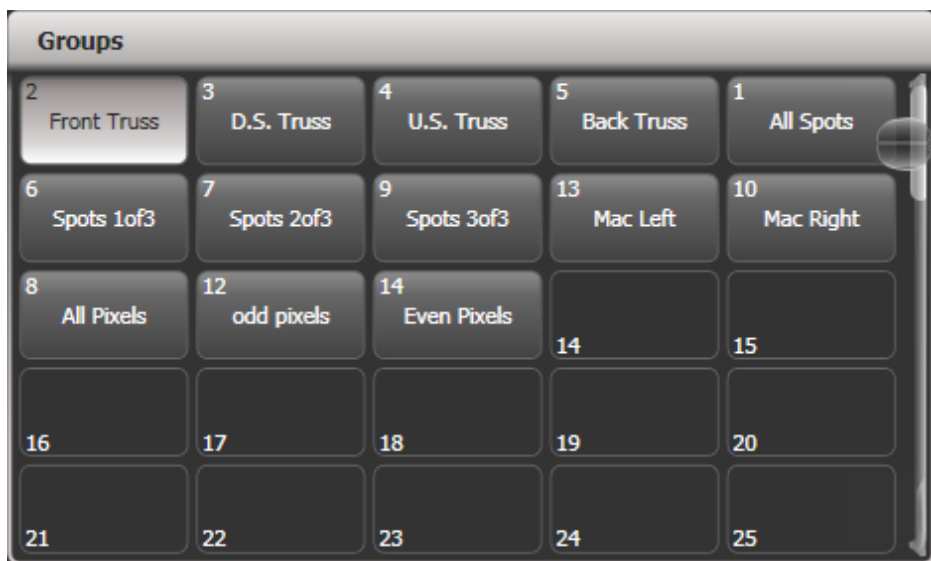 Groups
2 3 4 5 1
Front Truss D.S. Truss U.S. Truss Back Truss All Spots
6 7 9 13 10
Spots 1of3 Spots 2of3 Spots 3of3 Mac Left Mac Right
8 12 14
All Pixels odd pixels Even Pixels
14 15
16 17 18 19 20
21 22 23 24 25